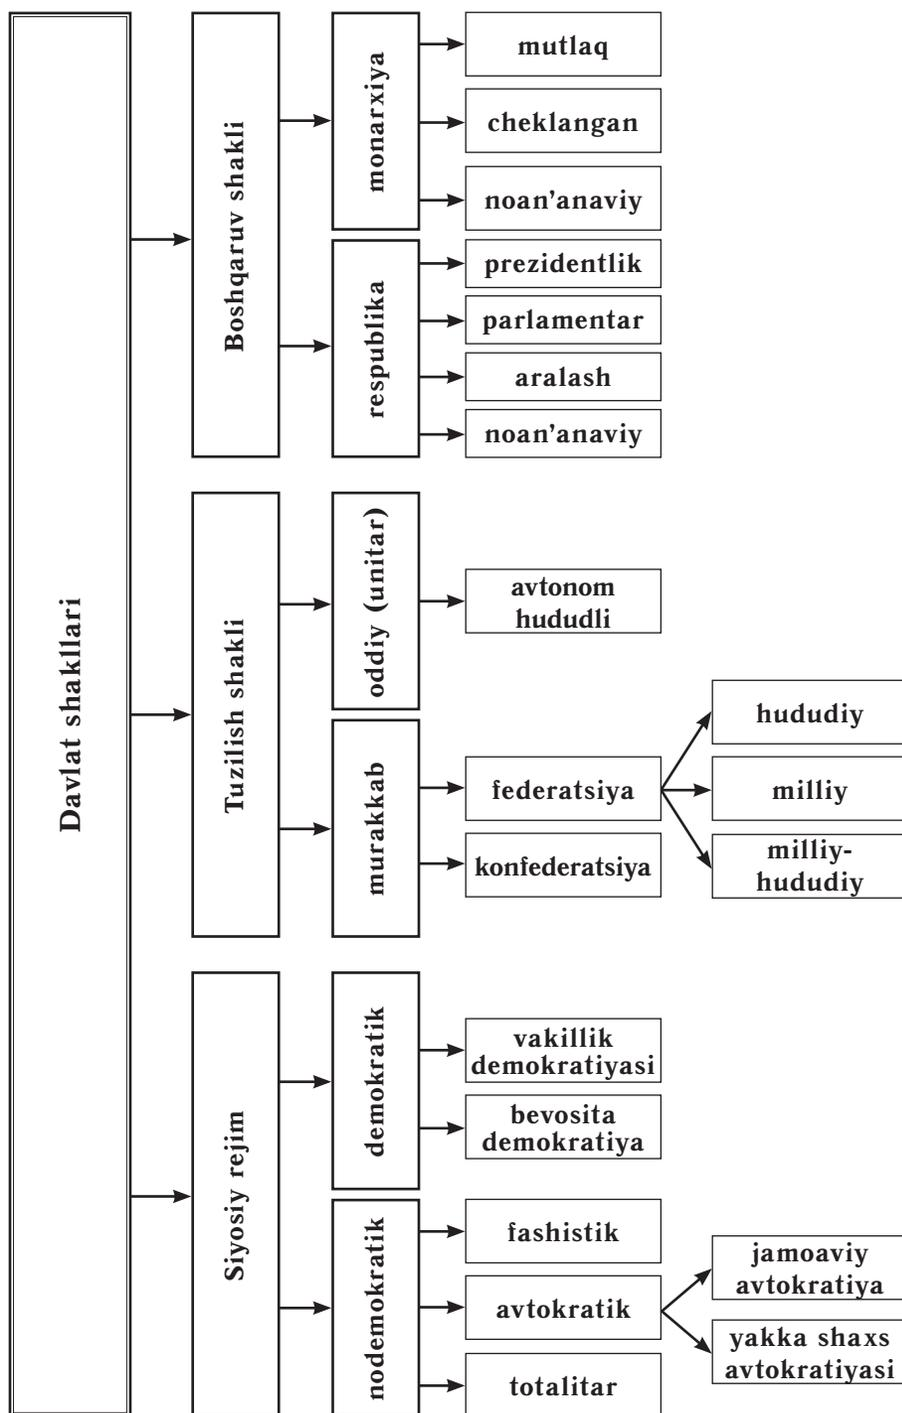 Davlat shakllari
Boshqaruv shakli
monarxiya
mutlaq
cheklangan
noan’anaviy
respublika
prezidentlik
parlamentar
aralash
noan’anaviy
Tuzilish shakli
oddiy (unitar)
avtonom
hududli
murakkab
federatsiya
hududiy
milliy
milliy-
hududiy
konfederatsiya
Siyosiy rejim
demokratik
vakillik
demokratiyasi
bevosita
demokratiya
nodemokratik
fashistik
avtokratik
jamoaviy
avtokratiya
yakka shaxs
avtokratiyasi
totalitar